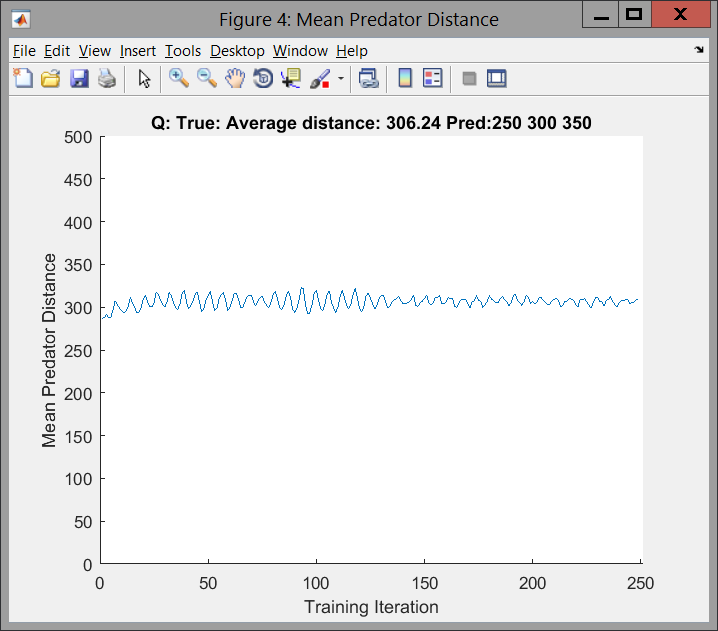 Figure 4: Mean Predator Distance
File Edit View Insert Tools Desktop Window Help
Q: True: Average distance: 306.24 Pred:250 300 350
500
450
400
350
300
250
200
150
100
50
0
Mean Predator Distance
0 50 100 150 200 250
Training Iteration